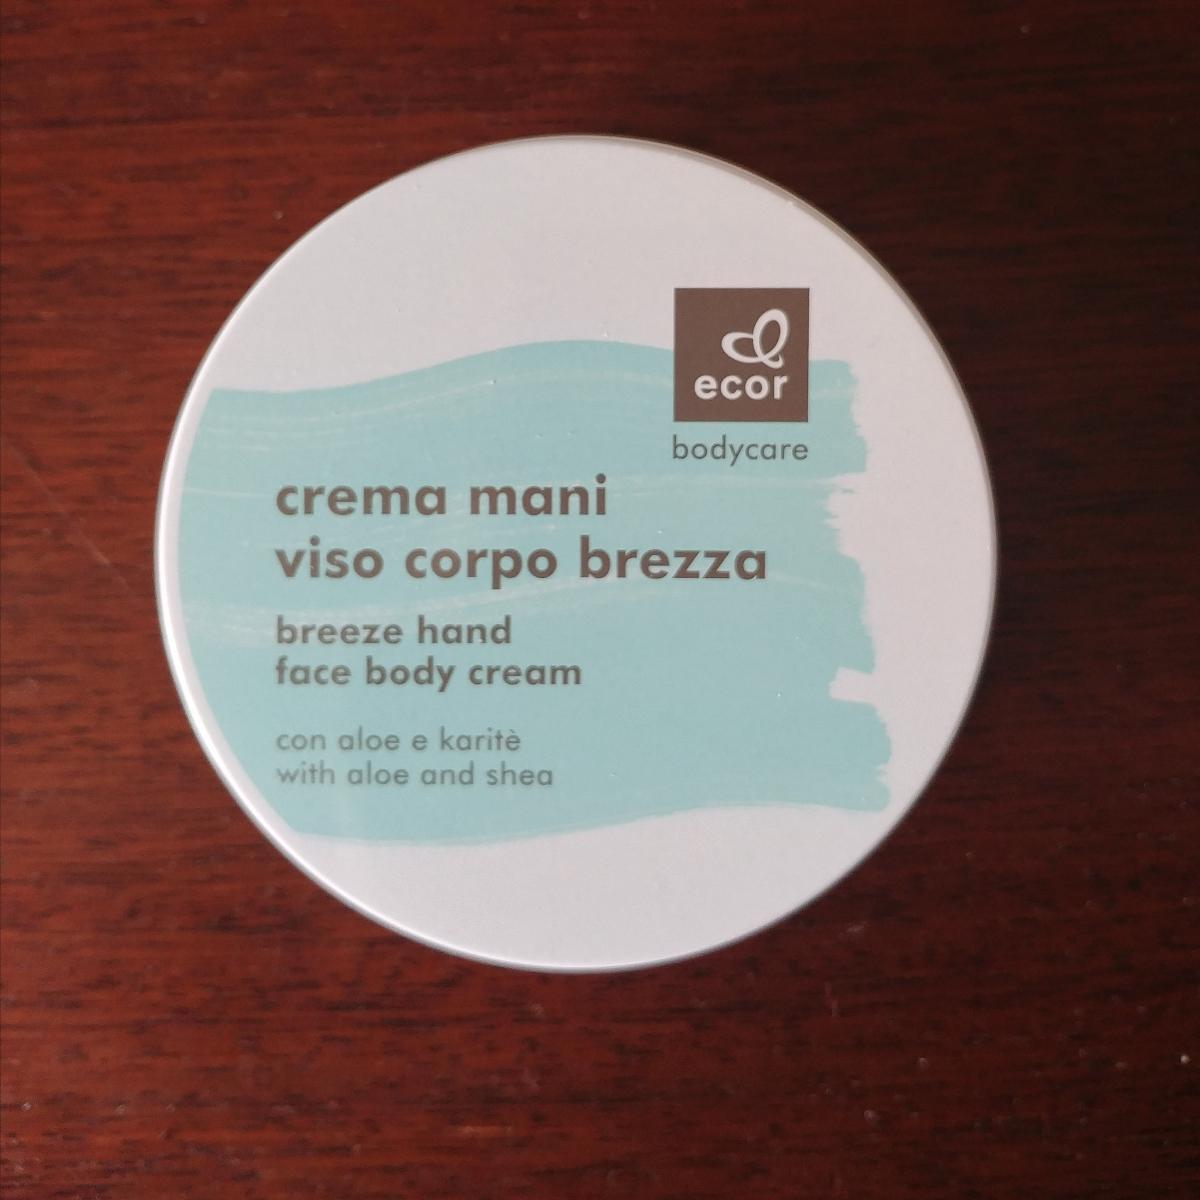 ecor
bodycare
crema mani
viso corpo brezza
breeze hand
face body cream
con aloe e karitè
with aloe and shea